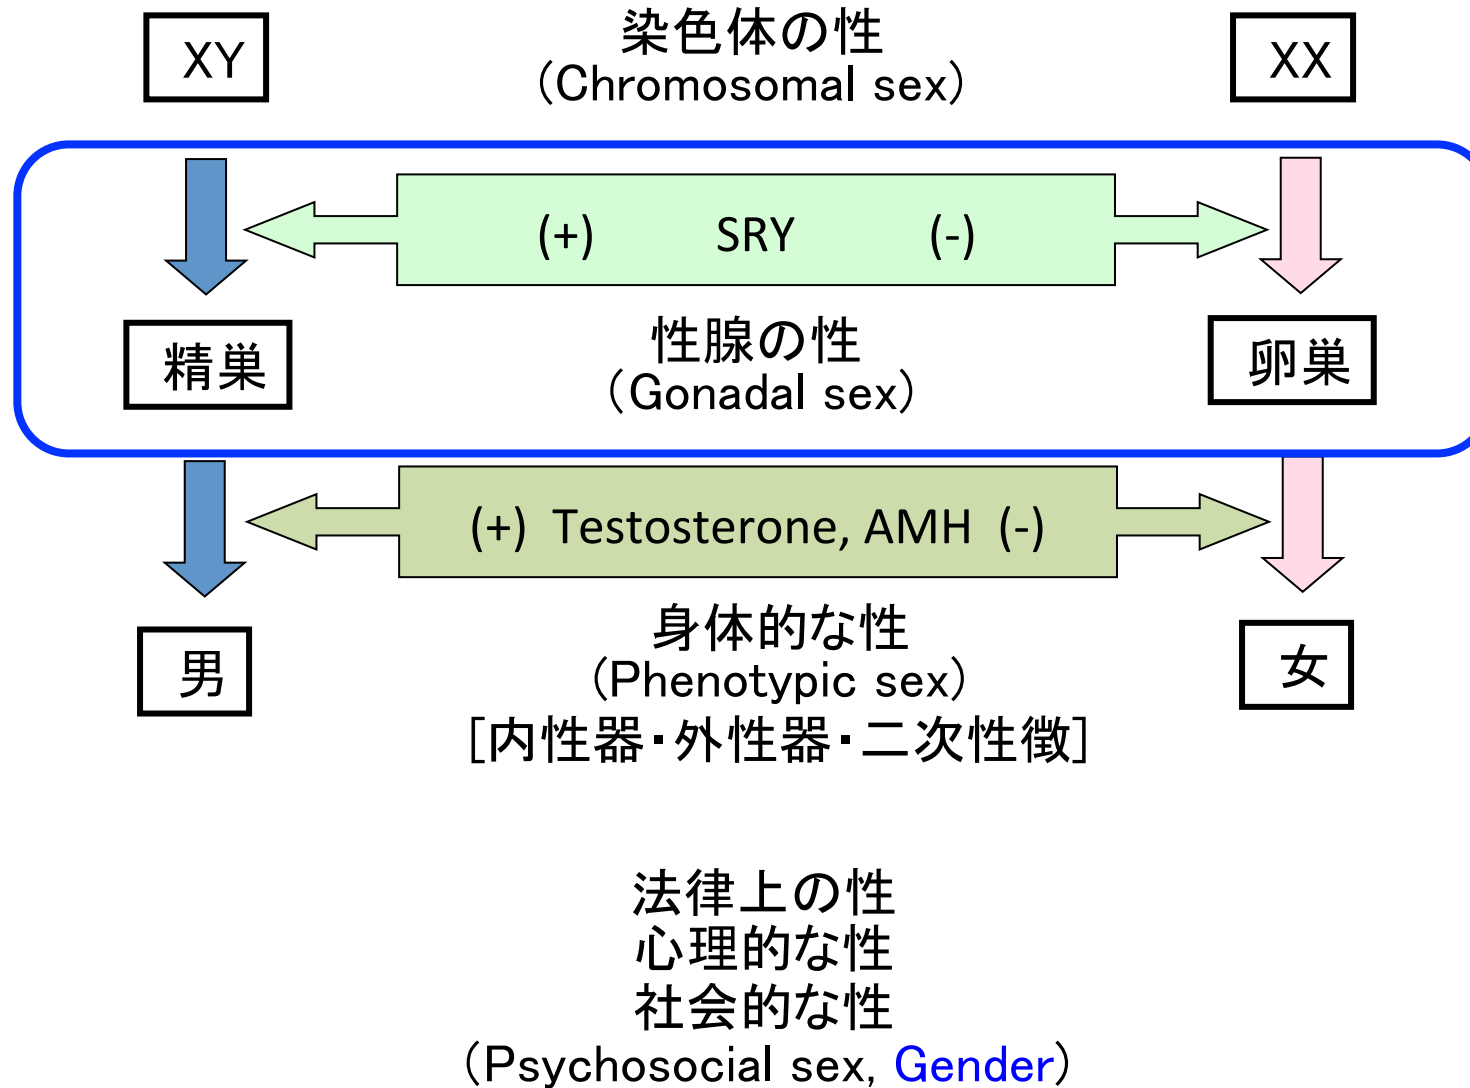 XY
染色体の性
(Chromosomal sex)
XX
(+) SRY (-)
精巣
性腺の性
(Gonadal sex)
卵巣
(+) Testosterone, AMH (-)
男
身体的な性
(Phenotypic sex)
[内性器・外性器・二次性徴]
女
法律上の性
心理的な性
社会的な性
(Psychosocial sex, Gender)